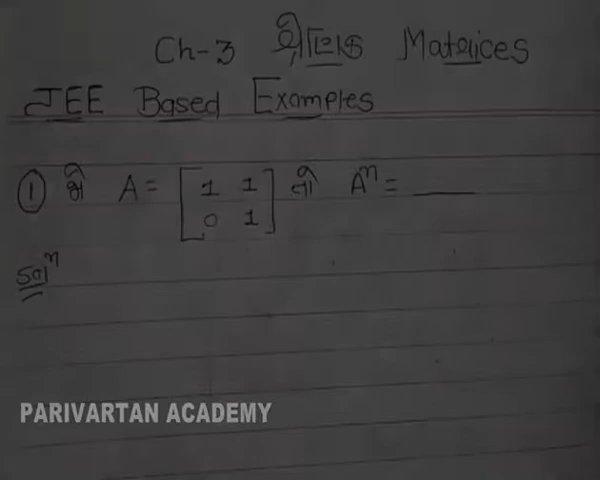 Ch-3 શ્રેણિક Matrices
JEE Based Examples
① જો A = [1 1 0 1] તો Aⁿ = ____
Solⁿ
PARIVARTAN ACADEMY